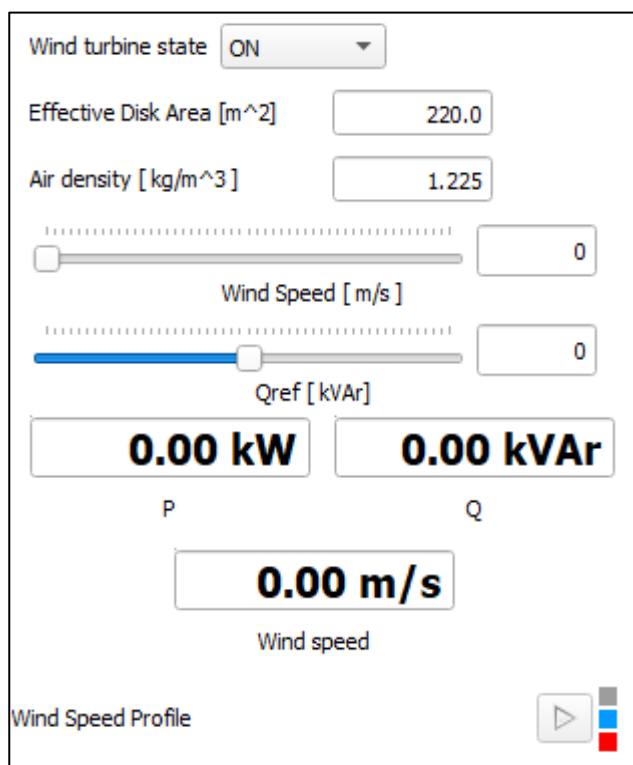 Wind turbine state ON
Effective Disk Area [m^2] 220.0
Air density [ kg/m^3 ] 1.225
0
Wind Speed [ m/s ]
0
Qref [ kVAr]
0.00 kW 0.00 kVAr
P Q
0.00 m/s
Wind speed
Wind Speed Profile